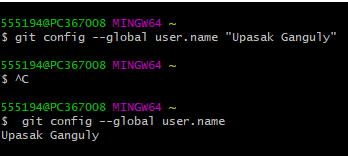 555194@PC367008 MINGW64 ~
$ git config --global user.name "Upasak Ganguly"
555194@PC367008 MINGW64 ~
$ ^C
555194@PC367008 MINGW64 ~
$  git config --global user.name
Upasak Ganguly